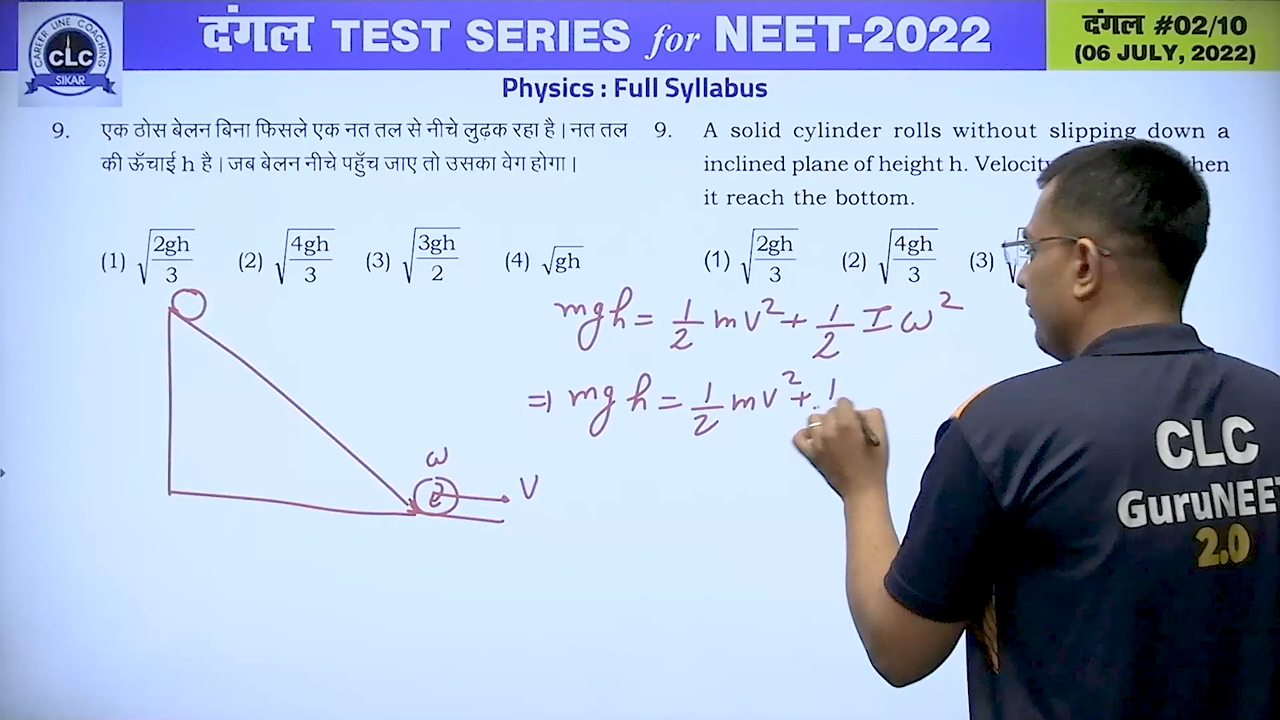 CAREER LINE COACHING
CLC
SIKAR
दंगल TEST SERIES for NEET-2022
दंगल #02/10
(06 JULY, 2022)
Physics : Full Syllabus
9. एक ठोस बेलन बिना फिसले एक नत तल से नीचे लुढ़क रहा है। नत तल
की ऊँचाई h है। जब बेलन नीचे पहुँच जाए तो उसका वेग होगा।
(1) √(2gh/3) (2) √(4gh/3) (3) √(3gh/2) (4) √gh
9. A solid cylinder rolls without slipping down a
inclined plane of height h. Velocity hen
it reach the bottom.
(1) √(2gh/3) (2) √(4gh/3) (3)
mgh = 1/2 mv² + 1/2 I ω²
⇒ mgh = 1/2 mv² + 1
ω
V
CLC
GuruNEET
2.0